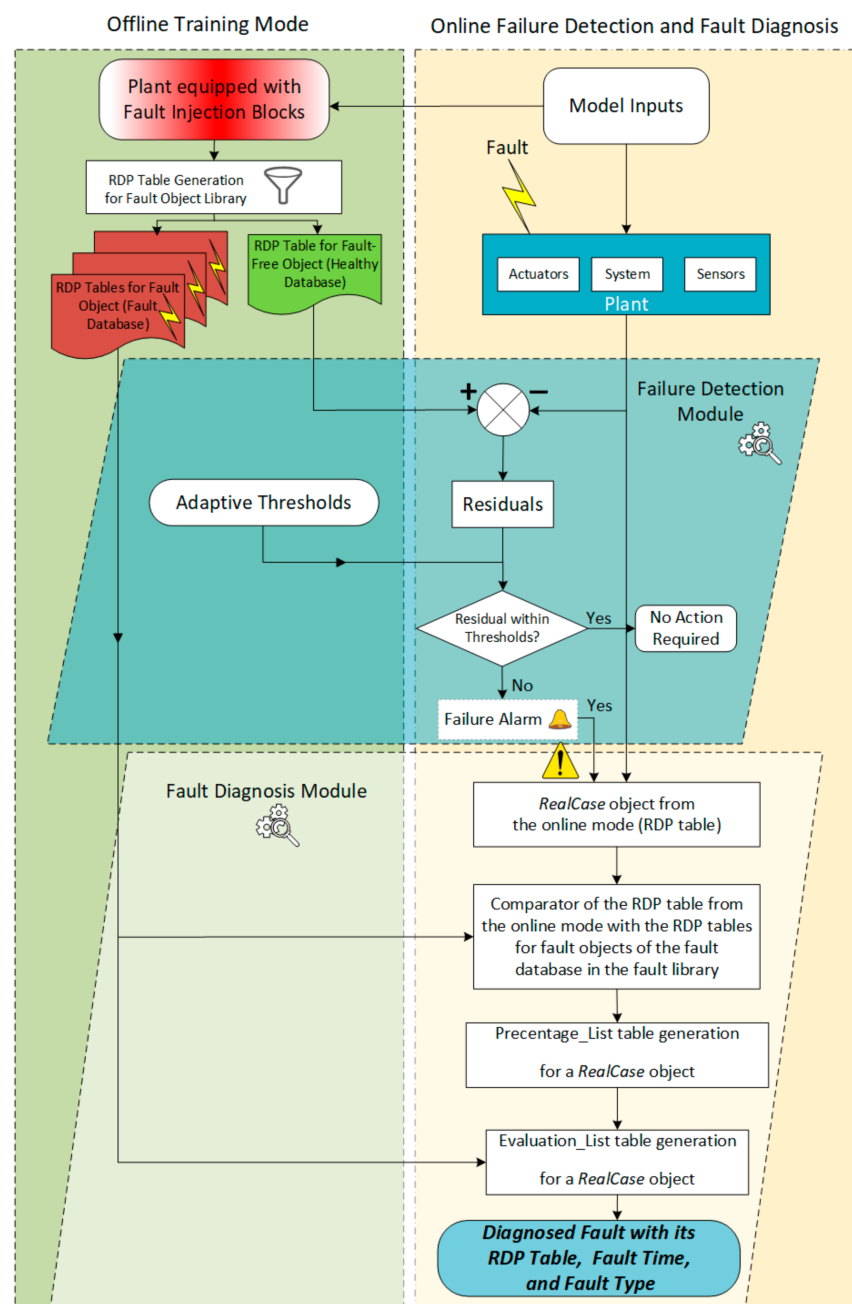 Offline Training Mode
Online Failure Detection and Fault Diagnosis
Plant equipped with
Fault Injection Blocks
Model Inputs
Fault
RDP Table Generation
for Fault Object Library
RDP Tables for Fault
Object (Fault
Database)
RDP Table for Fault-
Free Object (Healthy
Database)
Actuators
System
Sensors
Plant
+
−
Failure Detection
Module
Adaptive Thresholds
Residuals
Residual within
Thresholds?
Yes
No Action
Required
No
Failure Alarm
Yes
!
Fault Diagnosis Module
RealCase object from
the online mode (RDP table)
Comparator of the RDP table from
the online mode with the RDP tables
for fault objects of the fault
database in the fault library
Precentage_List table generation
for a RealCase object
Evaluation_List table generation
for a RealCase object
Diagnosed Fault with its
RDP Table, Fault Time,
and Fault Type